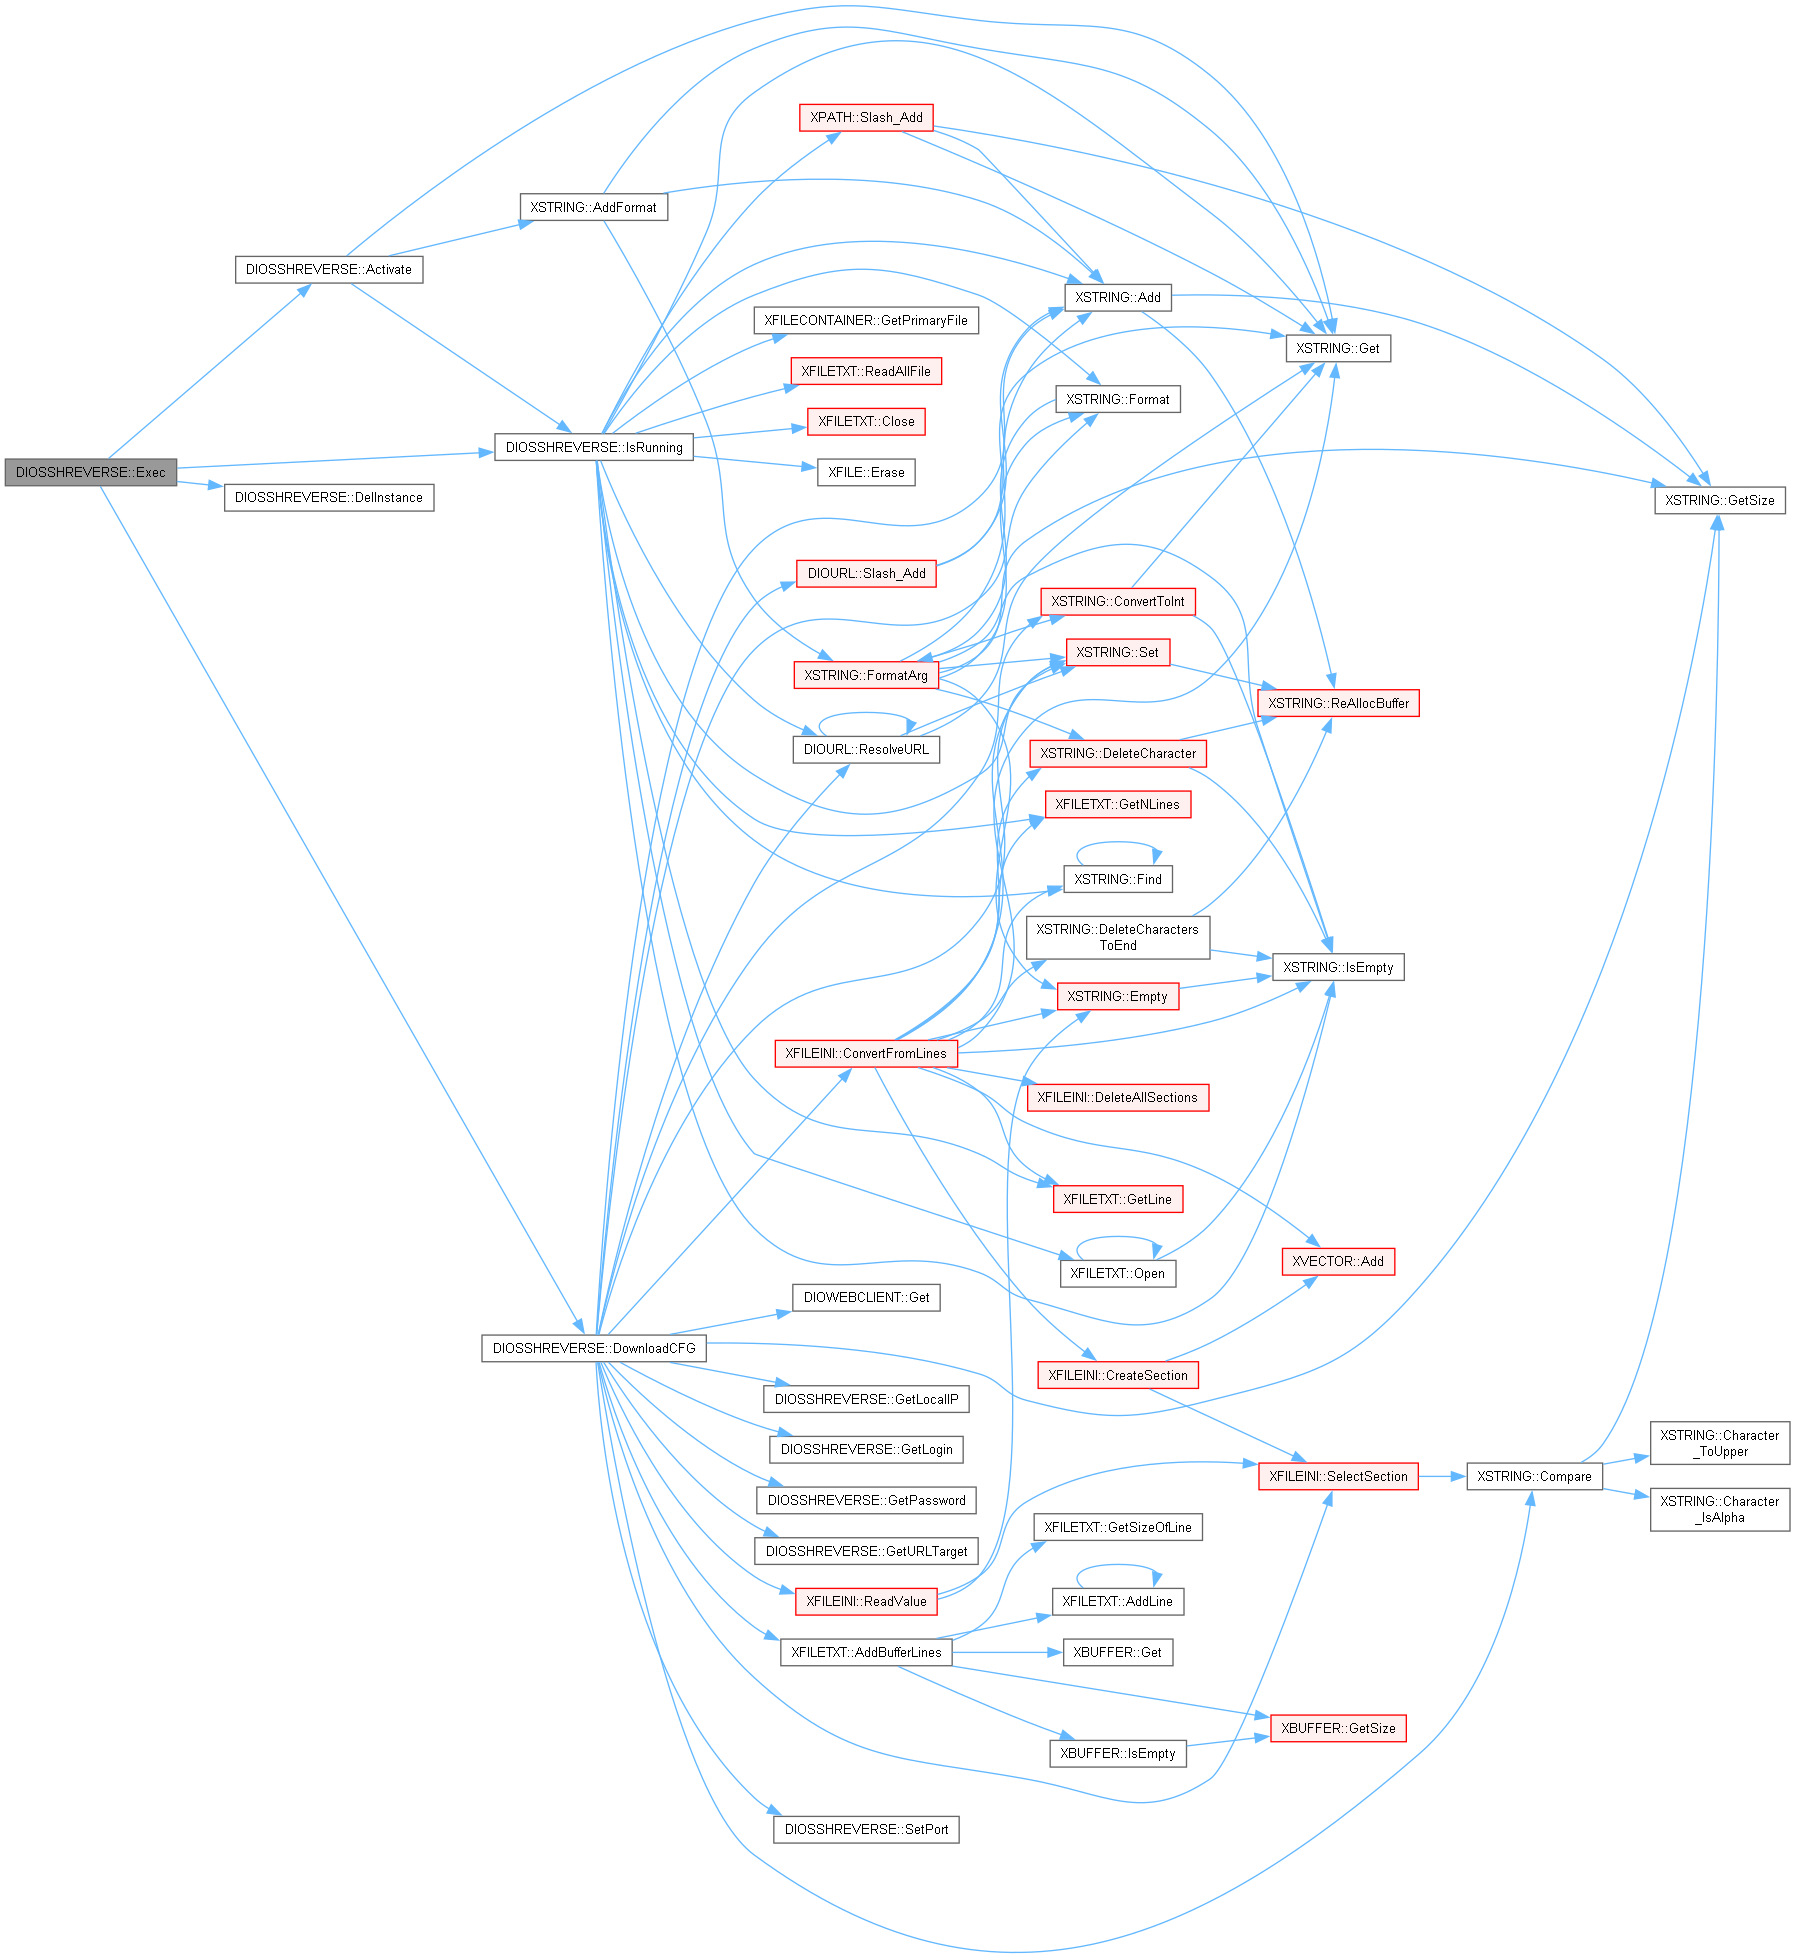 DIOSSHREVERSE::Exec
DIOSSHREVERSE::Activate
DIOSSHREVERSE::DelInstance
XSTRING::AddFormat
DIOSSHREVERSE::IsRunning
DIOSSHREVERSE::DownloadCFG
XPATH::Slash_Add
XFILECONTAINER::GetPrimaryFile
XFILETXT::ReadAllFile
XFILETXT::Close
XFILE::Erase
DIOURL::Slash_Add
XSTRING::FormatArg
DIOURL::ResolveURL
XFILEINI::ConvertFromLines
DIOWEBCLIENT::Get
DIOSSHREVERSE::GetLocalIP
DIOSSHREVERSE::GetLogin
DIOSSHREVERSE::GetPassword
DIOSSHREVERSE::GetURLTarget
XFILEINI::ReadValue
XFILETXT::AddBufferLines
DIOSSHREVERSE::SetPort
XSTRING::Add
XSTRING::Format
XSTRING::ConvertToInt
XSTRING::Set
XSTRING::DeleteCharacter
XFILETXT::GetNLines
XSTRING::Find
XSTRING::DeleteCharacters
ToEnd
XSTRING::Empty
XFILEINI::DeleteAllSections
XFILETXT::GetLine
XFILETXT::Open
XFILEINI::CreateSection
XFILETXT::GetSizeOfLine
XFILETXT::AddLine
XBUFFER::Get
XBUFFER::IsEmpty
XSTRING::Get
XSTRING::ReAllocBuffer
XSTRING::IsEmpty
XVECTOR::Add
XFILEINI::SelectSection
XBUFFER::GetSize
XSTRING::Compare
XSTRING::GetSize
XSTRING::Character
_ToUpper
XSTRING::Character
_IsAlpha